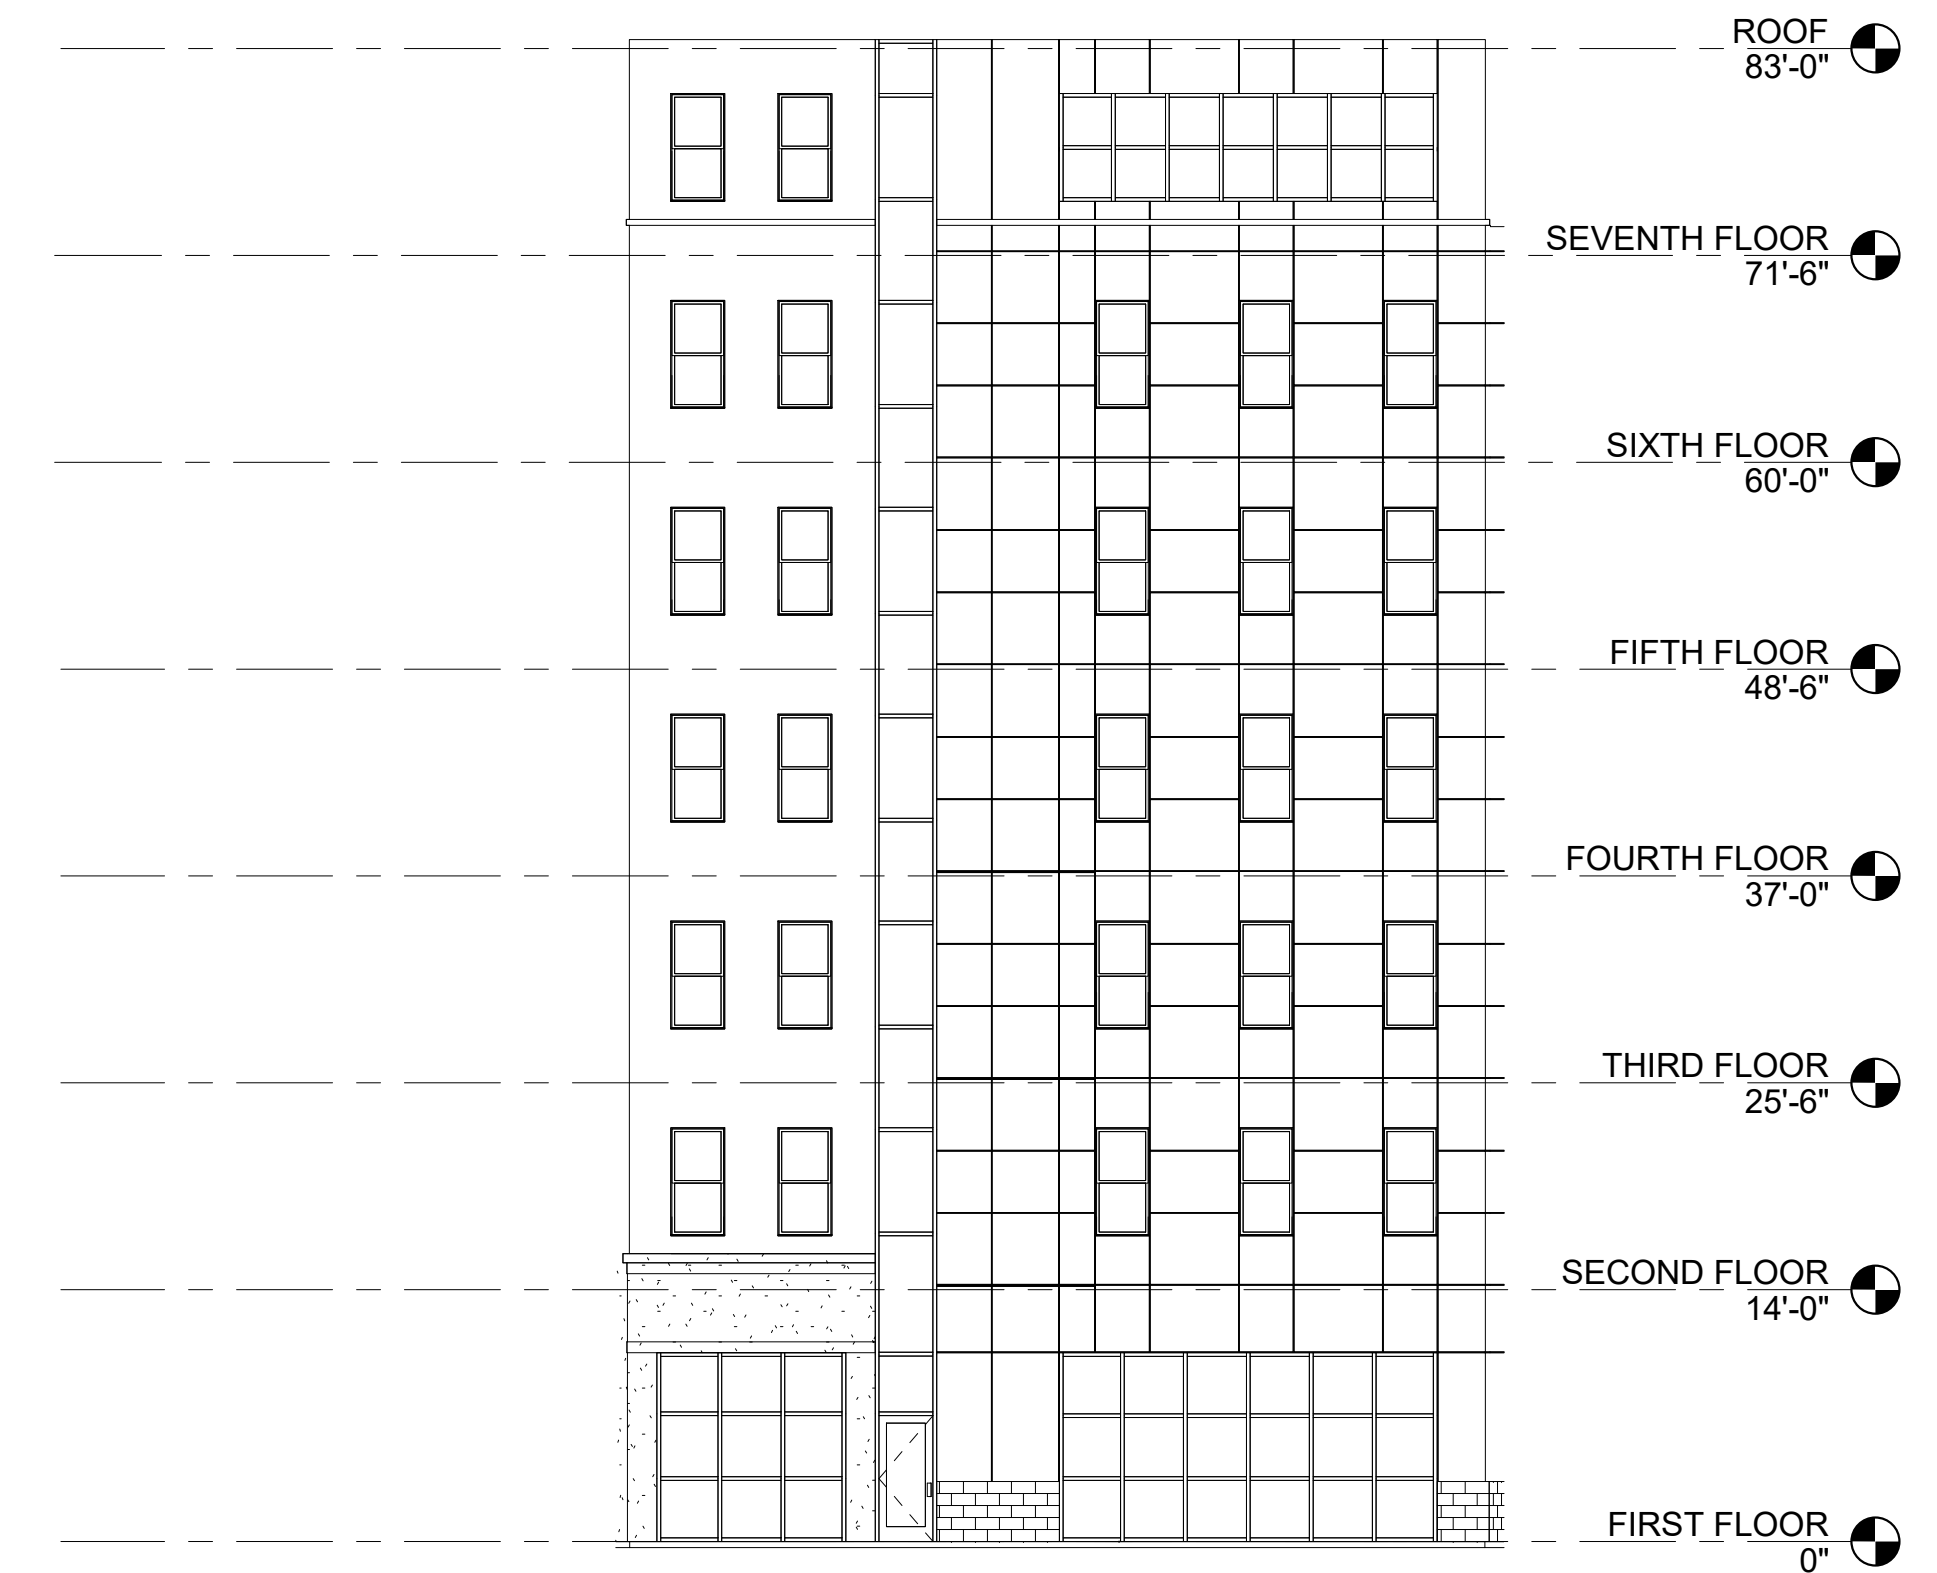 ROOF
83'-0"
SEVENTH FLOOR
71'-6"
SIXTH FLOOR
60'-0"
FIFTH FLOOR
48'-6"
FOURTH FLOOR
37'-0"
THIRD FLOOR
25'-6"
SECOND FLOOR
14'-0"
FIRST FLOOR
0"